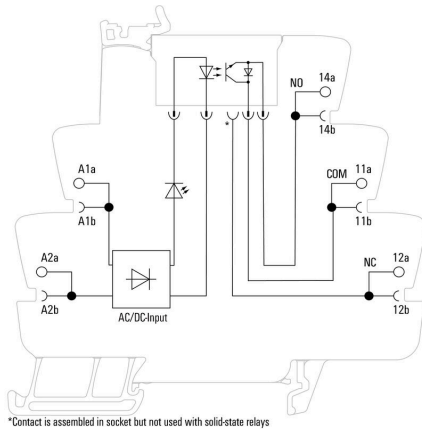 NO
14a
14b
*
A1a
A1b
COM
11a
11b
A2a
A2b
NC
12a
12b
AC/DC-Input
*Contact is assembled in socket but not used with solid-state relays